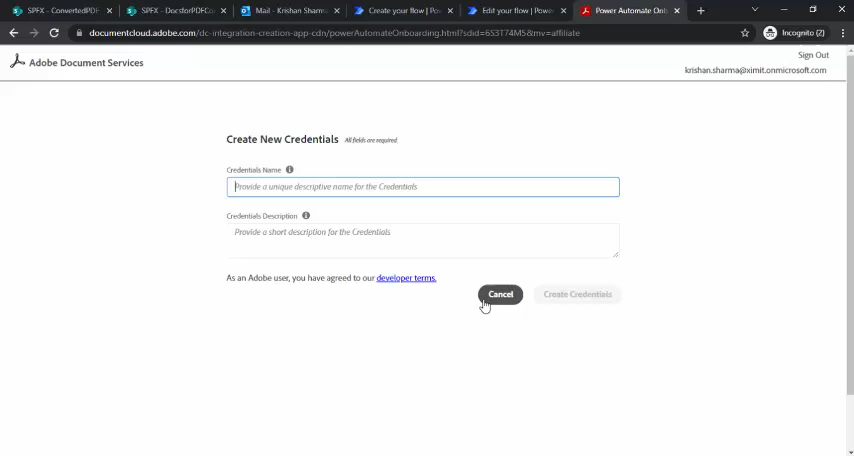 SPFX - ConvertedPDF
SPFX - DocsforPDFCo
Mail - Krishan Sharma
Create your flow | Pow
Edit your flow | Power
Power Automate Onb
documentcloud.adobe.com/dc-integration-creation-app-cdn/powerAutomateOnboarding.html?sdid=6S3T74M5&mv=affiliate
Incognito (2)
Adobe Document Services
Sign Out
krishan.sharma@ximit.onmicrosoft.com
Create New Credentials All fields are required
Credentials Name
Provide a unique descriptive name for the Credentials
Credentials Description
Provide a short description for the Credentials
As an Adobe user, you have agreed to our developer terms.
Cancel
Create Credentials